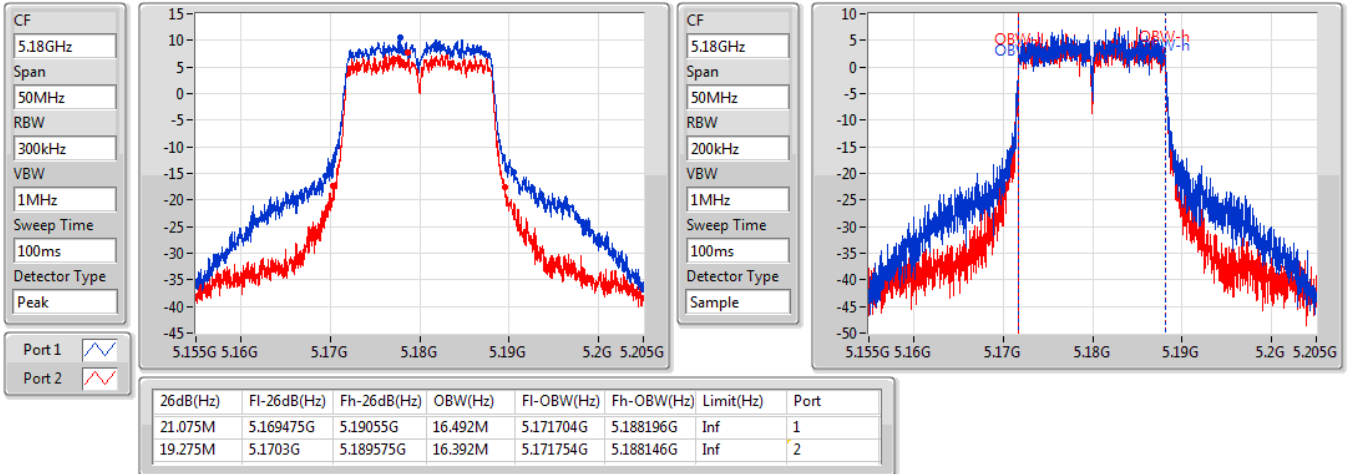 CF
5.18GHz
Span
50MHz
RBW
300kHz
VBW
1MHz
Sweep Time
100ms
Detector Type
Peak
Port 1
Port 2
15
10
5
0
-5
-10
-15
-20
-25
-30
-35
-40
-45
5.155G 5.16G 5.17G 5.18G 5.19G 5.2G 5.205G
CF
5.18GHz
Span
50MHz
RBW
200kHz
VBW
1MHz
Sweep Time
100ms
Detector Type
Sample
10
5
0
-5
-10
-15
-20
-25
-30
-35
-40
-45
-50
OBW-h
5.155G 5.16G 5.17G 5.18G 5.19G 5.2G 5.205G
26dB(Hz) Fl-26dB(Hz) Fh-26dB(Hz) OBW(Hz) Fl-OBW(Hz) Fh-OBW(Hz) Limit(Hz) Port
21.075M 5.169475G 5.19055G 16.492M 5.171704G 5.188196G Inf 1
19.275M 5.1703G 5.189575G 16.392M 5.171754G 5.188146G Inf 2